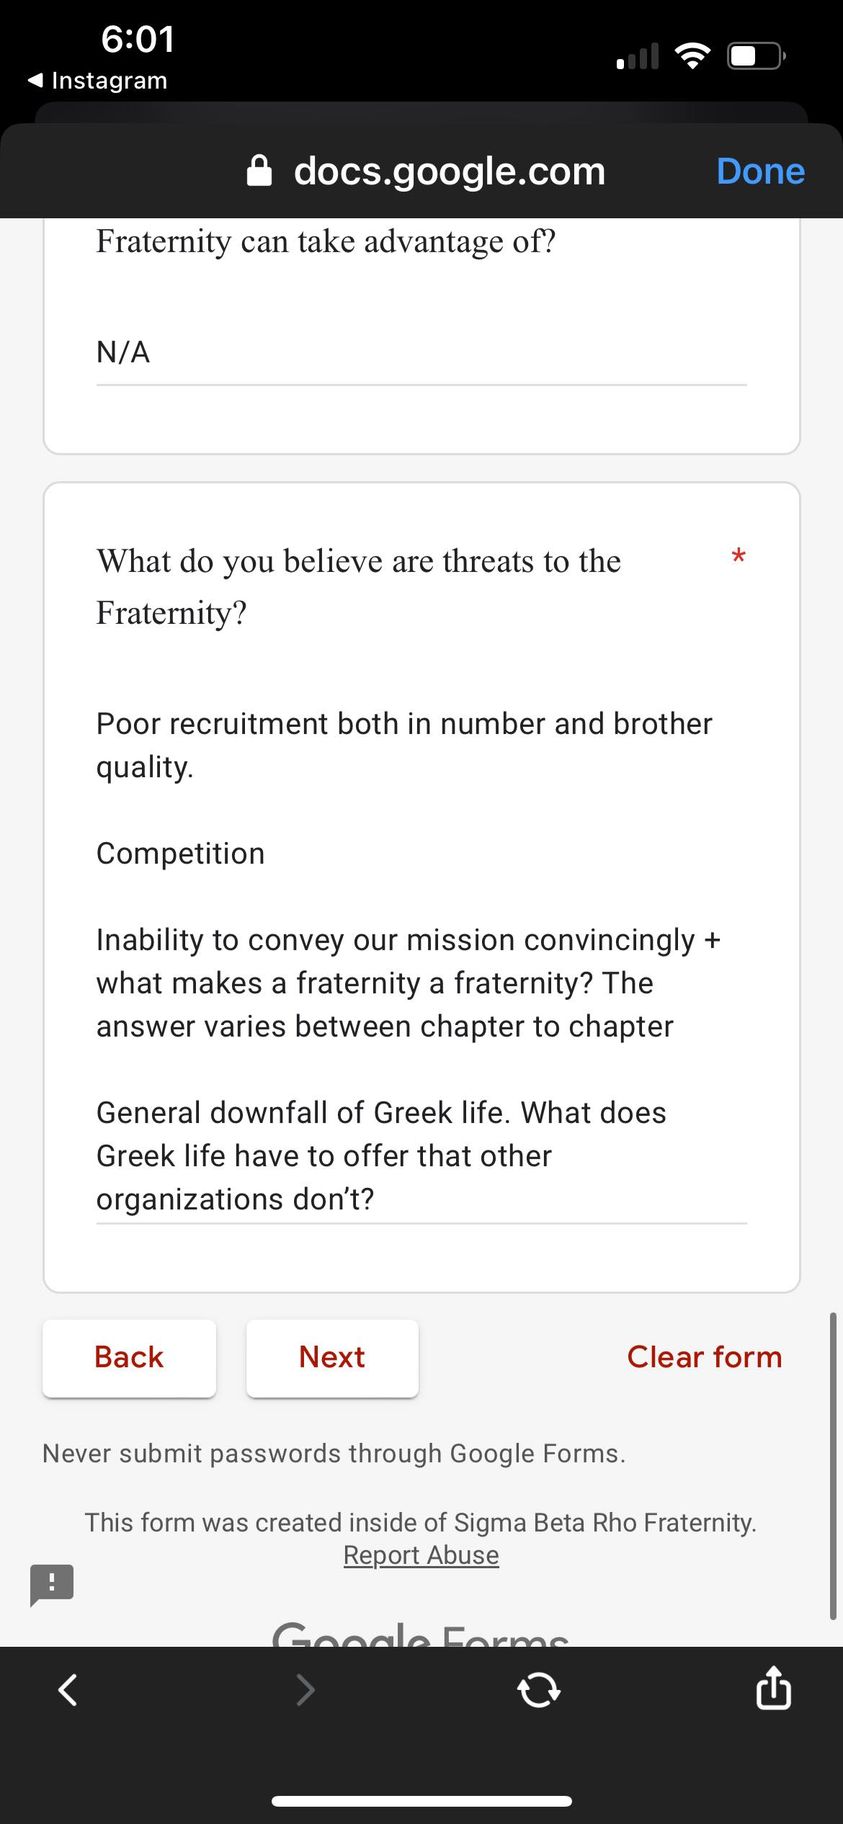 6:01
◄ Instagram
docs.google.com
Done
Fraternity can take advantage of?
N/A
What do you believe are threats to the *
Fraternity?
Poor recruitment both in number and brother
quality.
Competition
Inability to convey our mission convincingly +
what makes a fraternity a fraternity? The
answer varies between chapter to chapter
General downfall of Greek life. What does
Greek life have to offer that other
organizations don’t?
Back
Next
Clear form
Never submit passwords through Google Forms.
This form was created inside of Sigma Beta Rho Fraternity.
Report Abuse
Google Forms